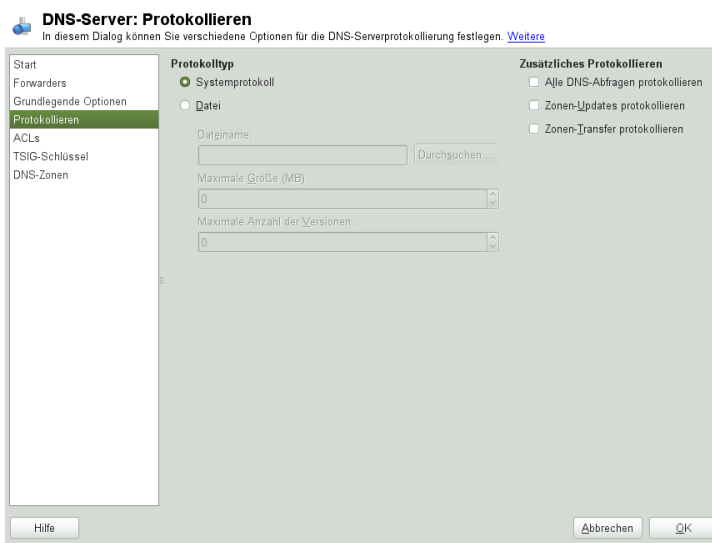 DNS-Server: Protokollieren
In diesem Dialog können Sie verschiedene Optionen für die DNS-Serverprotokollierung festlegen. Weitere
Start
Forwarders
Grundlegende Optionen
Protokollieren
ACLs
TSIG-Schlüssel
DNS-Zonen
Protokolltyp
Systemprotokoll
Datei
Dateiname:
Durchsuchen ...
Maximale Größe (MB)
0
Maximale Anzahl der Versionen:
0
Zusätzliches Protokollieren
Alle DNS-Abfragen protokollieren
Zonen-Updates protokollieren
Zonen-Transfer protokollieren
Hilfe
Abbrechen
OK